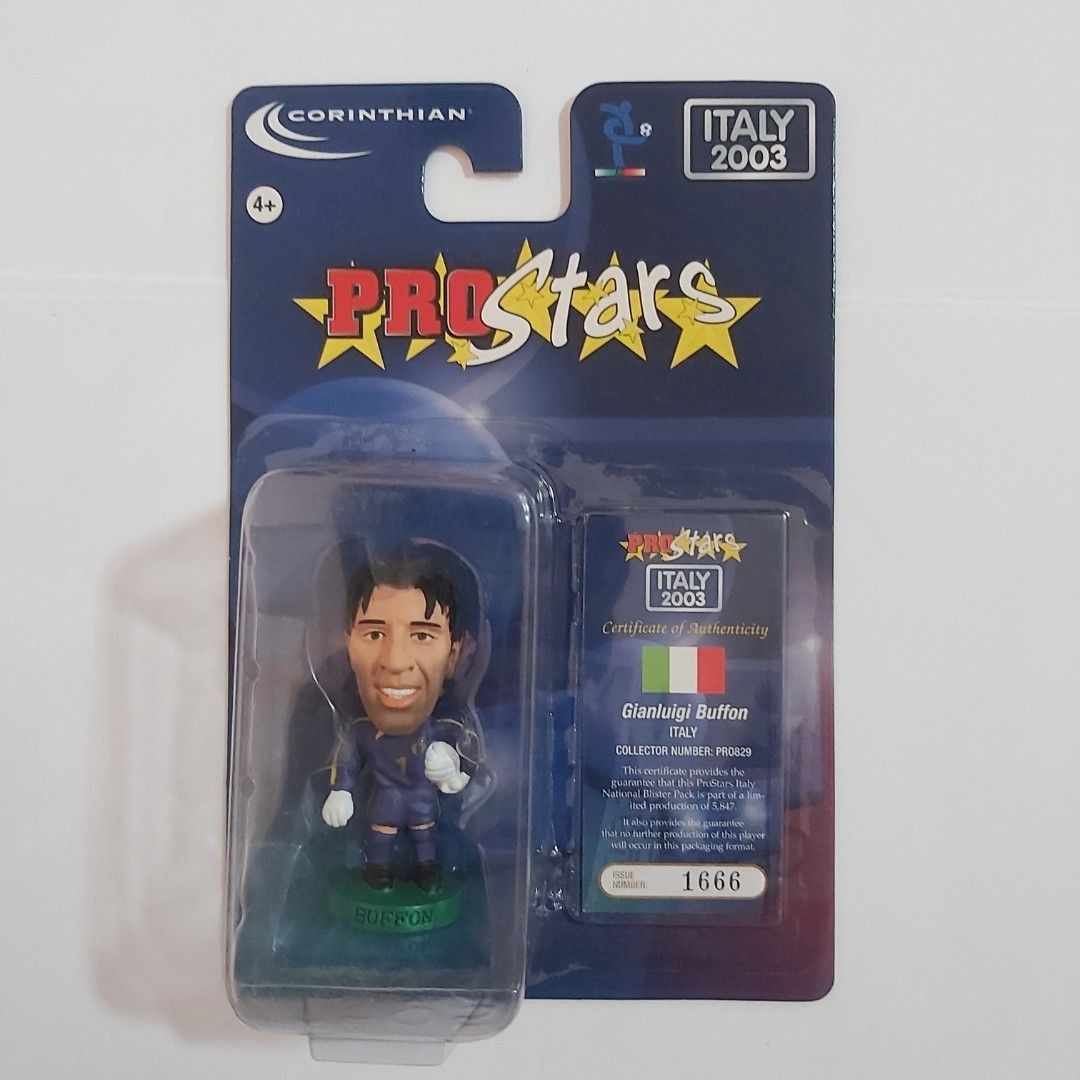 CORINTHIAN
8
ITALY
2003
4+
PROStars
PROStars
ITALY
2003
Certificate of Authenticity
Gianluigi Buffon
ITALY
COLLECTOR NUMBER: PRO829
This certificate provides the
guarantee that this ProStars Italy
National Blister Pack is part of a lim-
ited production of 5,847.
It also provides the guarantee
that no further production of this player
will occur in this packaging format.
ISSUE
NUMBER:
1666
1
BUFFON